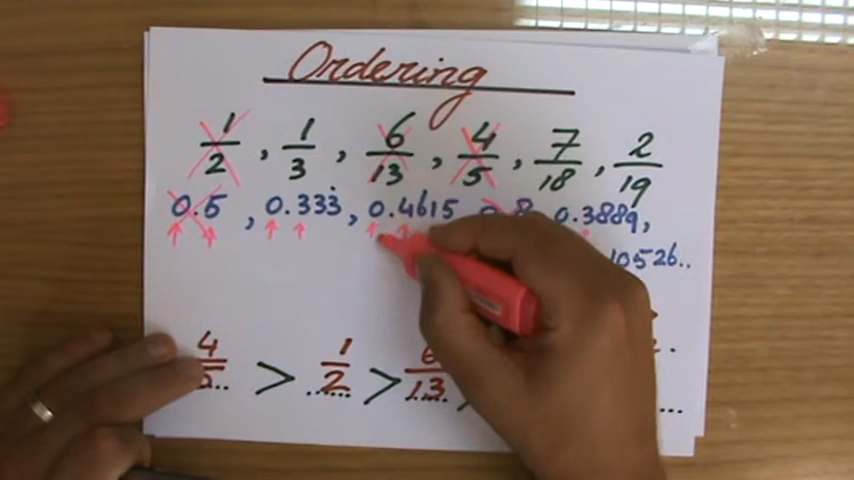 Ordering
1/2, 1/3, 6/13, 4/5, 7/18, 2/19
0.5, 0.333̇, 0.4615 0.8 0.3889,
10526..
4/5 > 1/2 > 6/13